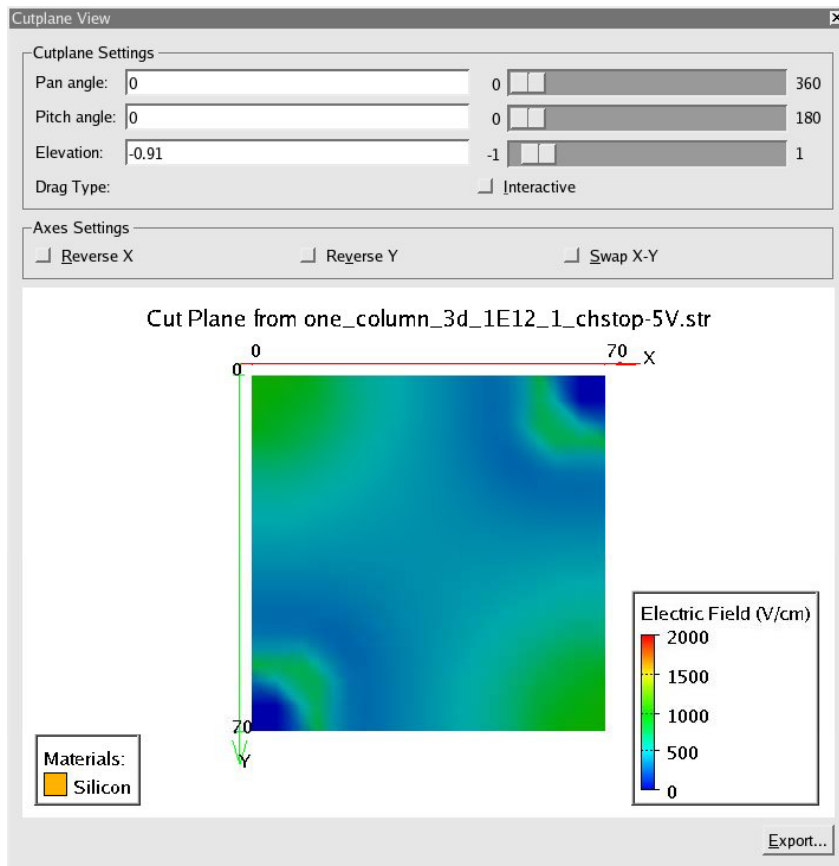 Cutplane View
Cutplane Settings
Pan angle: 0 0 360
Pitch angle: 0 0 180
Elevation: -0.91 -1 1
Drag Type: Interactive
Axes Settings
Reverse X Reverse Y Swap X-Y
Cut Plane from one_column_3d_1E12_1_chstop-5V.str
0 70 X
0
70
Y
Electric Field (V/cm)
2000
1500
1000
500
0
Materials:
Silicon
Export...